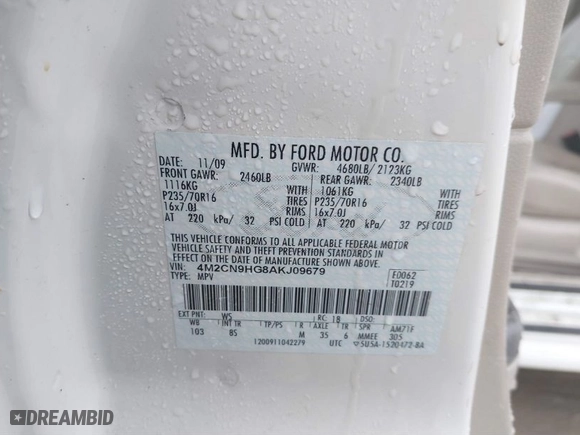 MFD. BY FORD MOTOR CO.
DATE: 11/09 GVWR: 4680LB/ 2123KG
FRONT GAWR: 2460LB REAR GAWR: 2340LB
1116KG WITH 1061KG WITH
P235/70R16 TIRES P235/70R16 TIRES
16x7.0J RIMS 16x7.0J RIMS
AT 220 kPa/ 32 PSI COLD AT 220 kPa/ 32 PSI COLD
THIS VEHICLE CONFORMS TO ALL APPLICABLE FEDERAL MOTOR
VEHICLE SAFETY AND THEFT PREVENTION STANDARDS IN
EFFECT ON THE DATE OF MANUFACTURE SHOWN ABOVE.
VIN: 4M2CN9HG8AKJ09679
TYPE: MPV
E0062
T0219
EXT PNT: WS RC: 18 DSO:
WB INT TR TP/PS R AXLE TR SPR AM71F
103 8S M 35 6 MMEE 3D5
1200911042279 UTC 5U5A-1520472-BA
DREAMBID